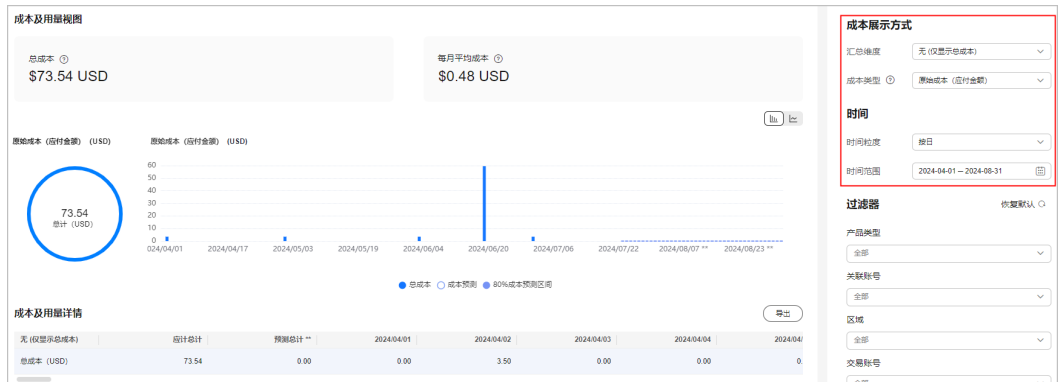 成本及用量视图
总成本 ?
$73.54 USD
每月平均成本 ?
$0.48 USD
原始成本（应付金额） (USD)
73.54
总计 (USD)
原始成本（应付金额） (USD)
60
50
40
30
20
10
0
024/04/01 2024/04/17 2024/05/03 2024/05/19 2024/06/04 2024/06/20 2024/07/06 2024/07/22 2024/08/07 ** 2024/08/23 **
总成本 成本预测 80%成本预测区间
成本及用量详情
导出
无 (仅显示总成本) 应计总计 预测总计 ** 2024/04/01 2024/04/02 2024/04/03 2024/04/04 2024/04/
总成本 (USD) 73.54 0.00 0.00 3.50 0.00 0.00 0.
成本展示方式
汇总维度 无 (仅显示总成本)
成本类型 ? 原始成本（应付金额）
时间
时间粒度 按日
时间范围 2024-04-01 — 2024-08-31
过滤器 恢复默认
产品类型
全部
关联账号
全部
区域
全部
交易账号